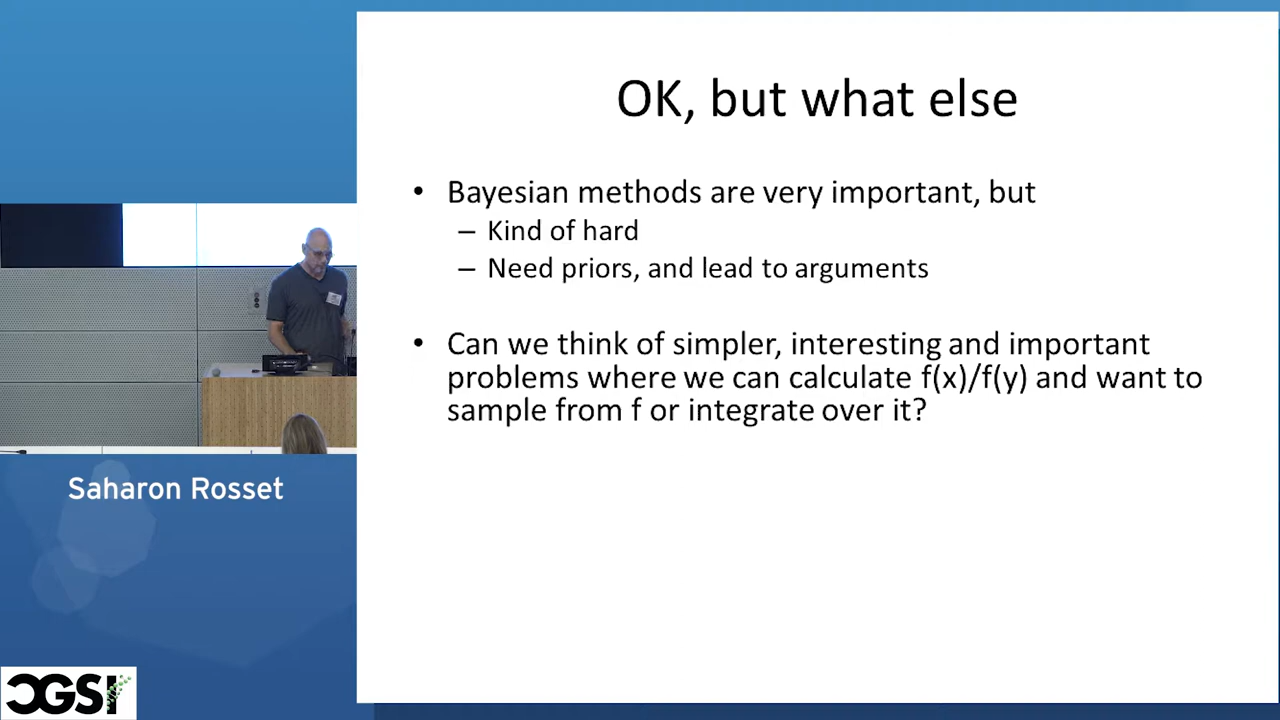 OK, but what else
• Bayesian methods are very important, but
– Kind of hard
– Need priors, and lead to arguments
• Can we think of simpler, interesting and important
problems where we can calculate f(x)/f(y) and want to
sample from f or integrate over it?
Saharon Rosset
CGSI